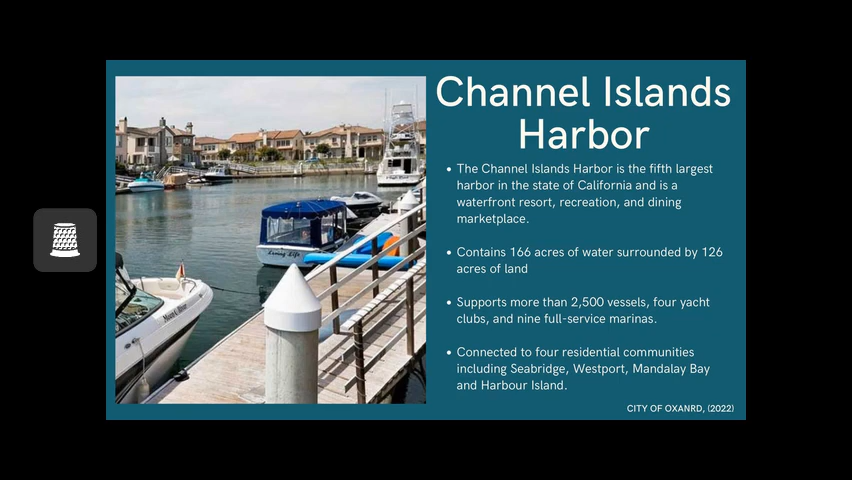 Channel Islands
Harbor
• The Channel Islands Harbor is the fifth largest
harbor in the state of California and is a
waterfront resort, recreation, and dining
marketplace.
• Contains 166 acres of water surrounded by 126
acres of land
• Supports more than 2,500 vessels, four yacht
clubs, and nine full-service marinas.
• Connected to four residential communities
including Seabridge, Westport, Mandalay Bay
and Harbour Island.
CITY OF OXANRD, (2022)
Loving Life